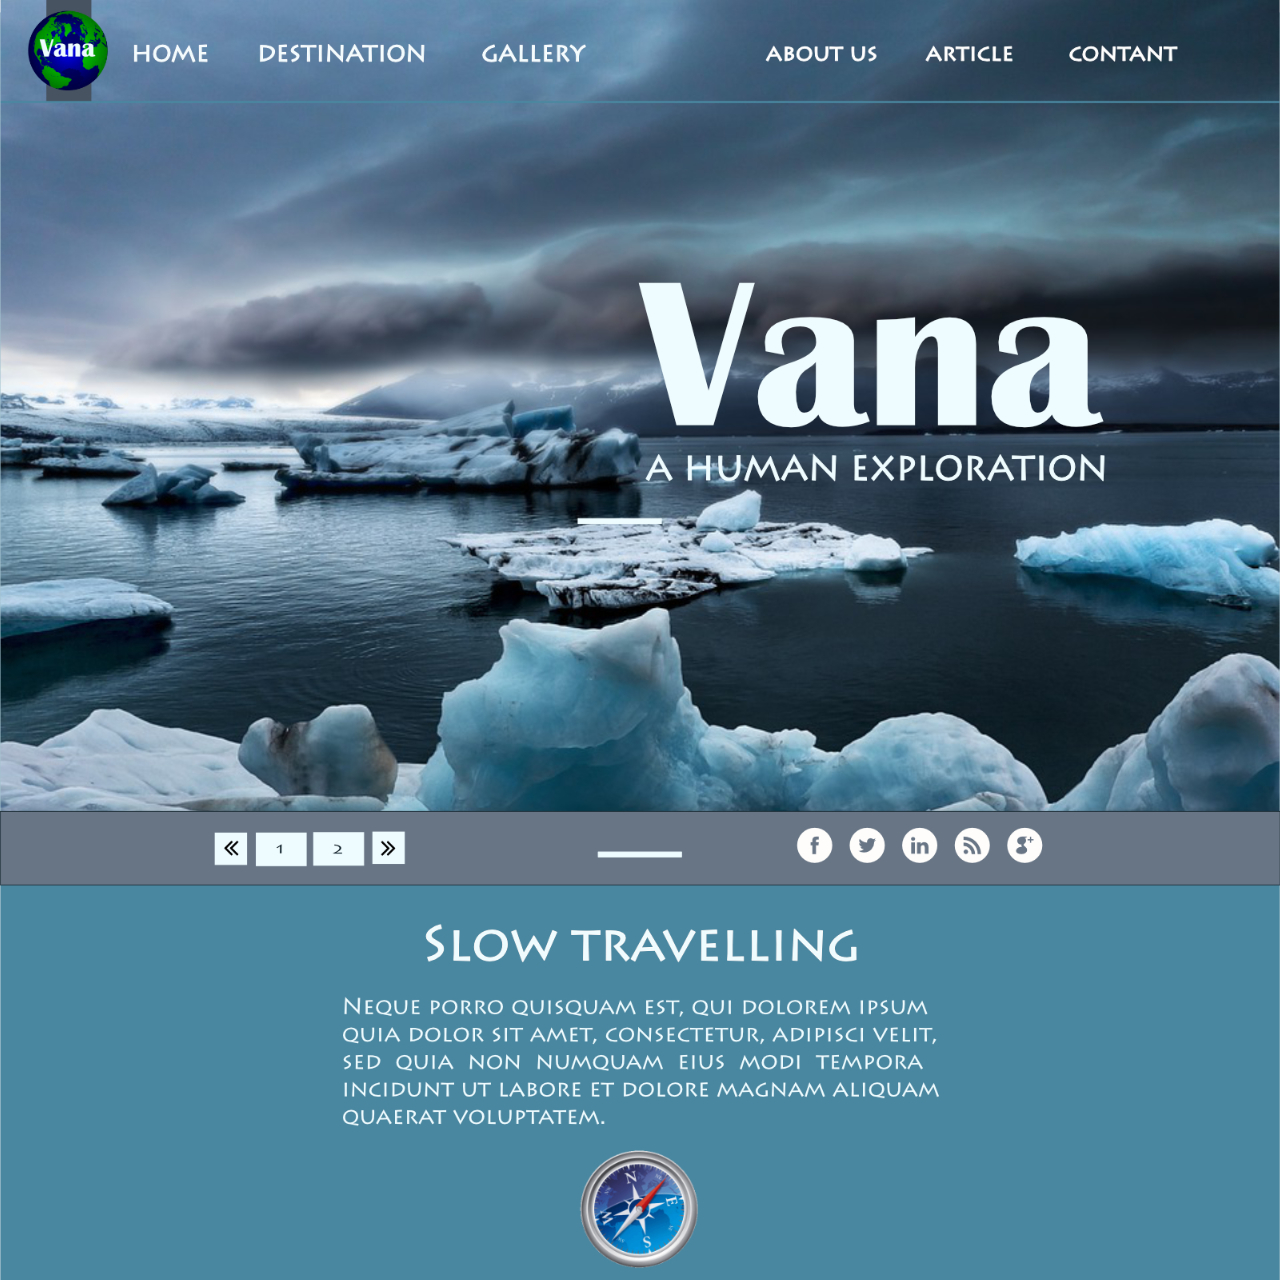 Vana HOME DESTINATION GALLERY ABOUT US ARTICLE CONTANT
Vana
A HUMAN EXPLORATION
« 1 2 » f in g+
SLOW TRAVELLING
NEQUE PORRO QUISQUAM EST, QUI DOLOREM IPSUM
QUIA DOLOR SIT AMET, CONSECTETUR, ADIPISCI VELIT,
SED QUIA NON NUMQUAM EIUS MODI TEMPORA
INCIDUNT UT LABORE ET DOLORE MAGNAM ALIQUAM
QUAERAT VOLUPTATEM.
N
W E
S